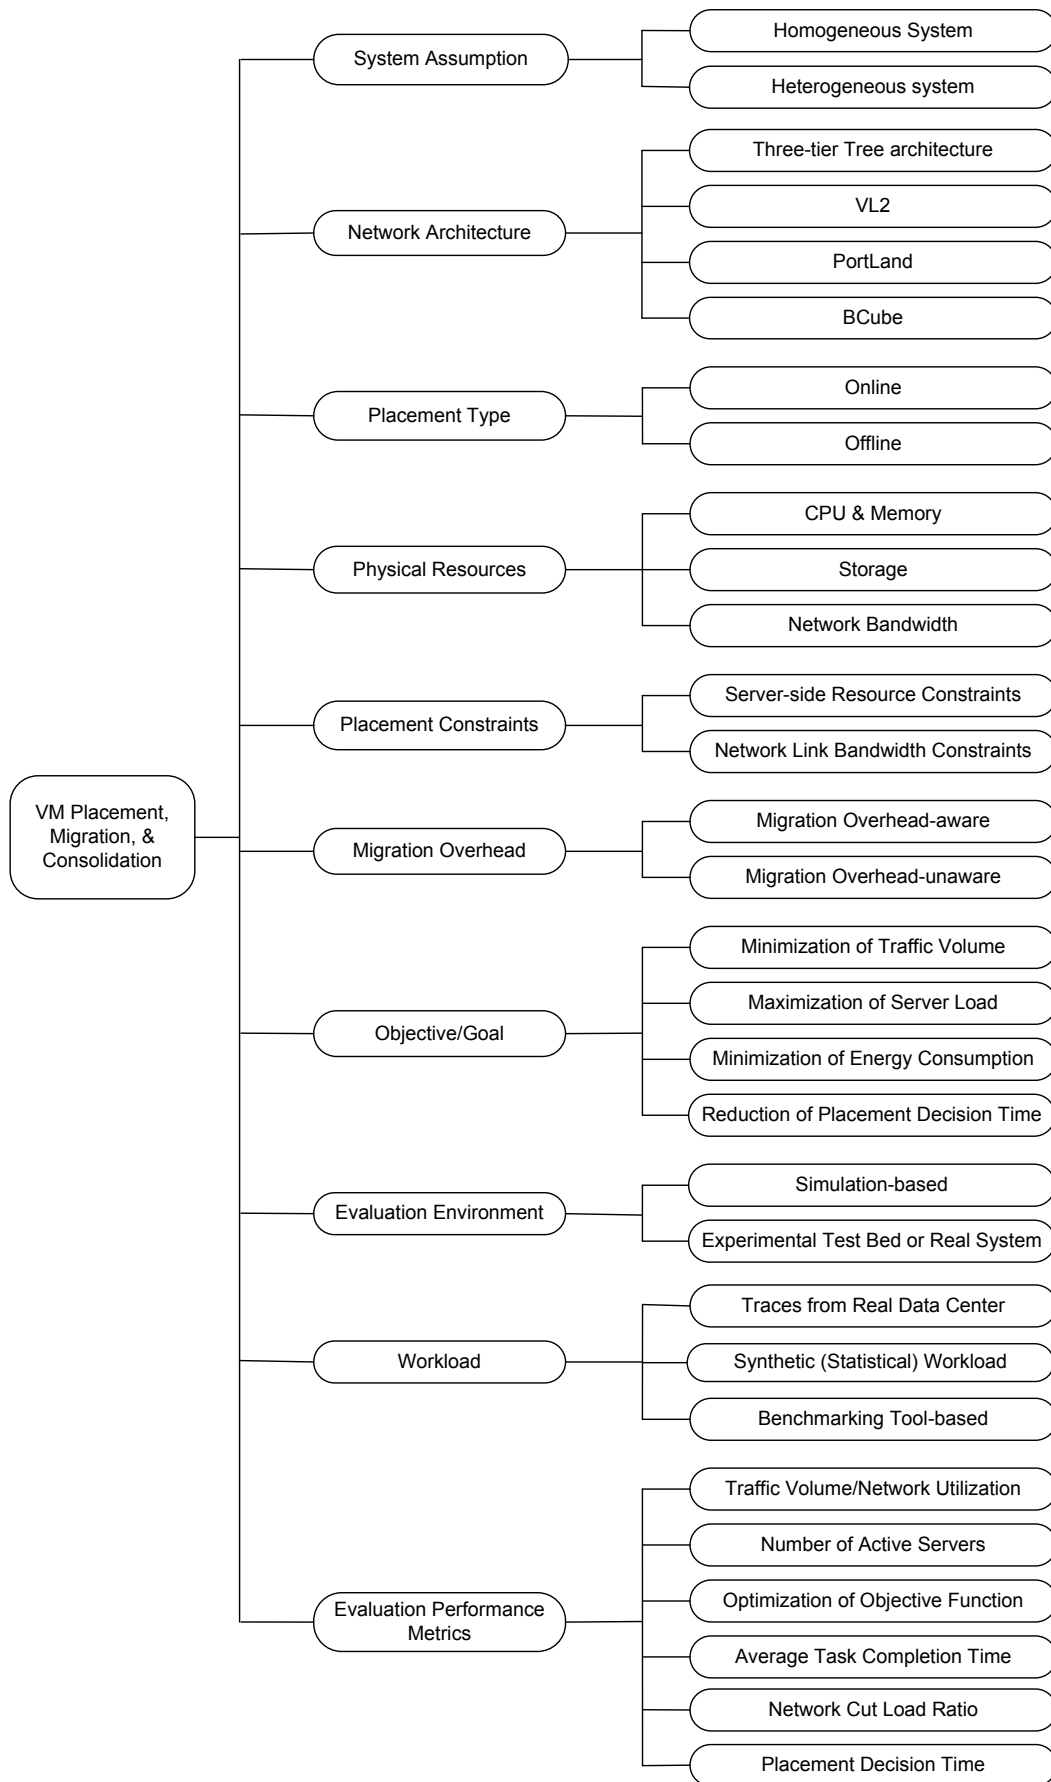 System Assumption
Homogeneous System
Heterogeneous system
Network Architecture
Three-tier Tree architecture
VL2
PortLand
BCube
Placement Type
Online
Offline
Physical Resources
CPU & Memory
Storage
Network Bandwidth
Placement Constraints
Server-side Resource Constraints
Network Link Bandwidth Constraints
VM Placement,
Migration, &
Consolidation
Migration Overhead
Migration Overhead-aware
Migration Overhead-unaware
Objective/Goal
Minimization of Traffic Volume
Maximization of Server Load
Minimization of Energy Consumption
Reduction of Placement Decision Time
Evaluation Environment
Simulation-based
Experimental Test Bed or Real System
Workload
Traces from Real Data Center
Synthetic (Statistical) Workload
Benchmarking Tool-based
Evaluation Performance
Metrics
Traffic Volume/Network Utilization
Number of Active Servers
Optimization of Objective Function
Average Task Completion Time
Network Cut Load Ratio
Placement Decision Time